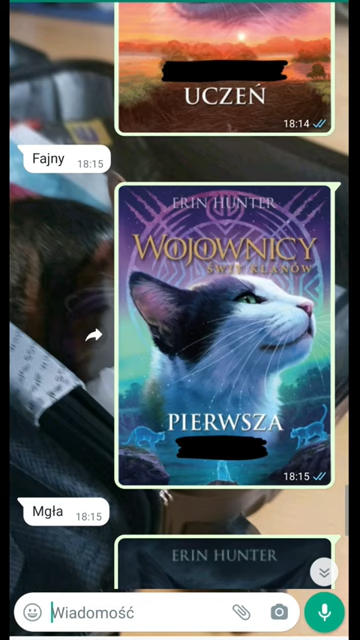 UCZEŃ
18:14
Fajny
18:15
ERIN HUNTER
WOJOWNICY
ŚWIT KLANÓW
PIERWSZA
18:15
Mgła
18:15
ERIN HUNTER
Wiadomość